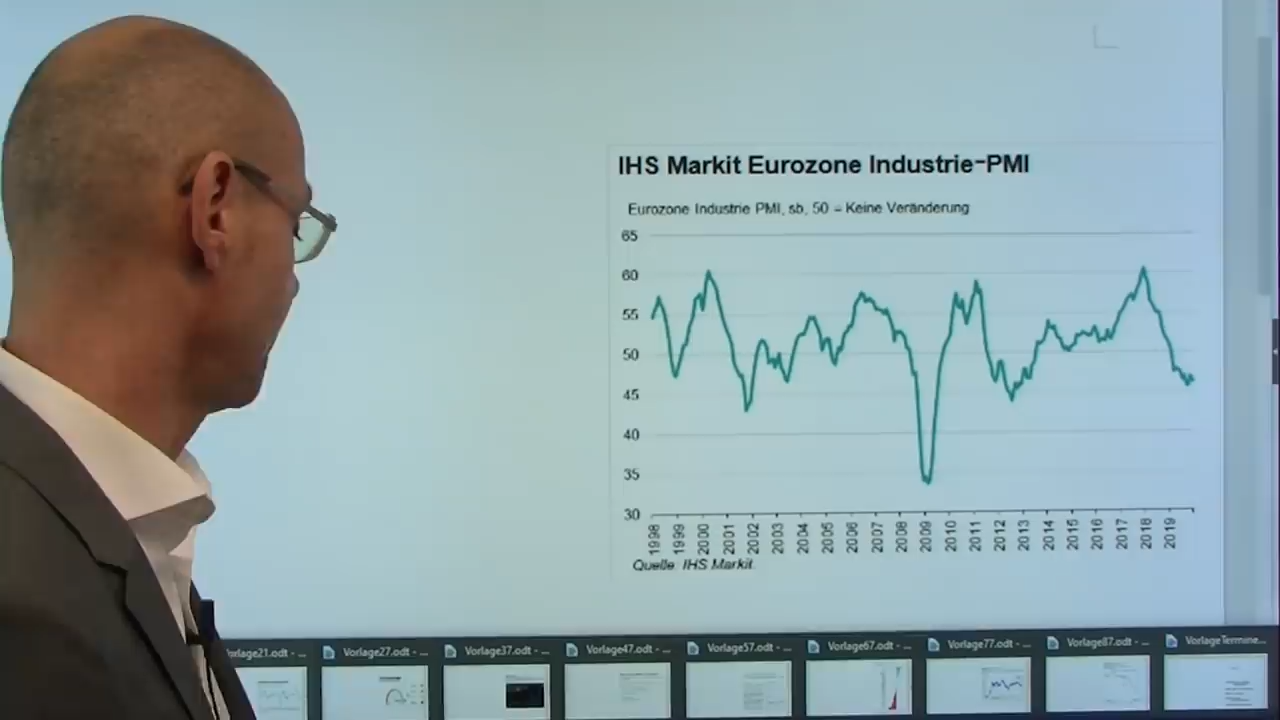 IHS Markit Eurozone Industrie-PMI
Eurozone Industrie PMI, sb, 50 = Keine Veränderung
65
60
55
50
45
40
35
30
1998 1999 2000 2001 2002 2003 2004 2005 2006 2007 2008 2009 2010 2011 2012 2013 2014 2015 2016 2017 2018 2019
Quelle: IHS Markit.
Vorlage21.odt - ... Vorlage27.odt - ... Vorlage37.odt - ... Vorlage47.odt - ... Vorlage57.odt - ... Vorlage67.odt - ... Vorlage77.odt - ... Vorlage87.odt - ... VorlageTermine...